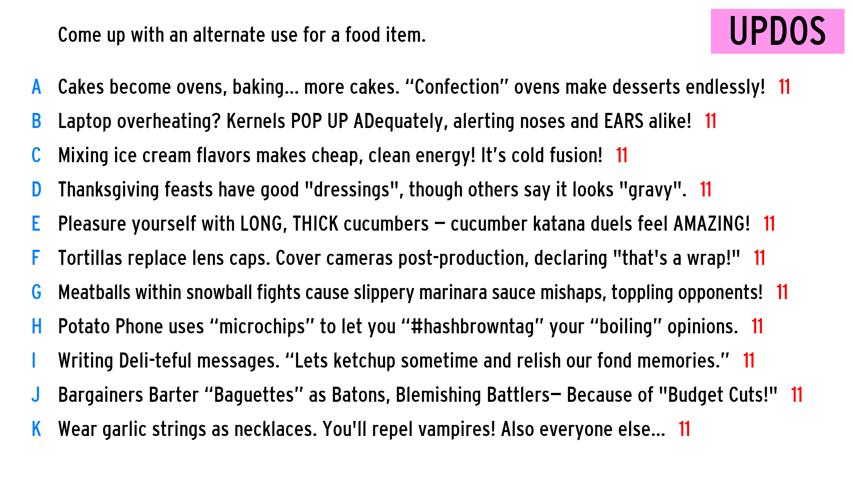 Come up with an alternate use for a food item.
UPDOS
A Cakes become ovens, baking... more cakes. “Confection” ovens make desserts endlessly! 11
B Laptop overheating? Kernels POP UP ADequately, alerting noses and EARS alike! 11
C Mixing ice cream flavors makes cheap, clean energy! It’s cold fusion! 11
D Thanksgiving feasts have good "dressings", though others say it looks "gravy". 11
E Pleasure yourself with LONG, THICK cucumbers – cucumber katana duels feel AMAZING! 11
F Tortillas replace lens caps. Cover cameras post-production, declaring "that's a wrap!" 11
G Meatballs within snowball fights cause slippery marinara sauce mishaps, toppling opponents! 11
H Potato Phone uses “microchips” to let you “#hashbrowntag” your “boiling” opinions. 11
I Writing Deli-teful messages. “Lets ketchup sometime and relish our fond memories.” 11
J Bargainers Barter “Baguettes” as Batons, Blemishing Battlers– Because of "Budget Cuts!" 11
K Wear garlic strings as necklaces. You'll repel vampires! Also everyone else... 11